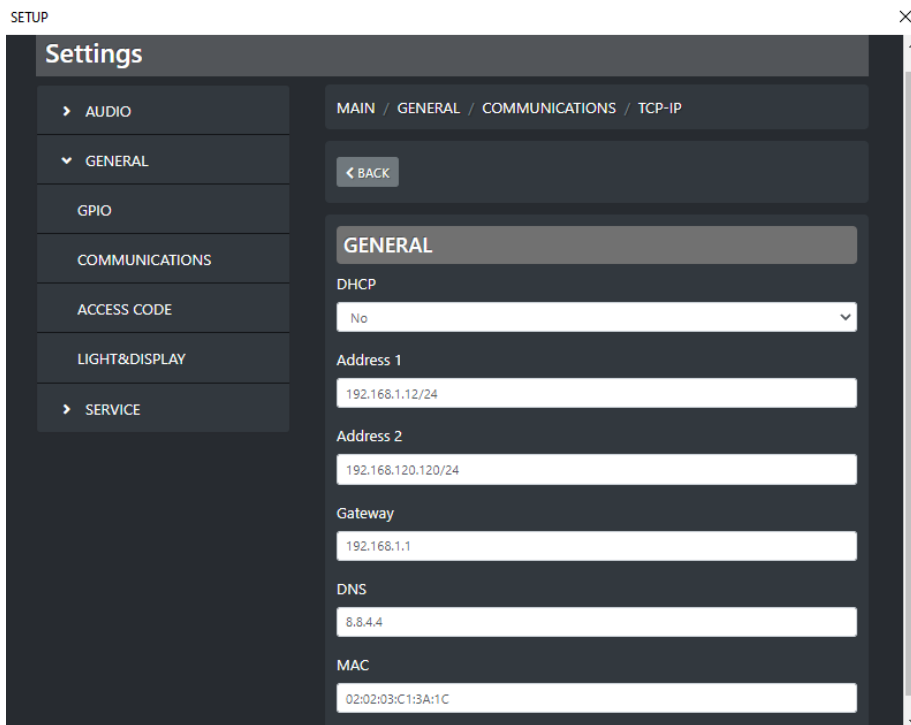 SETUP
Settings
AUDIO
GENERAL
GPIO
COMMUNICATIONS
ACCESS CODE
LIGHT&DISPLAY
SERVICE
MAIN / GENERAL / COMMUNICATIONS / TCP-IP
BACK
GENERAL
DHCP
No
Address 1
192.168.1.12/24
Address 2
192.168.120.120/24
Gateway
192.168.1.1
DNS
8.8.4.4
MAC
02:02:03:C1:3A:1C